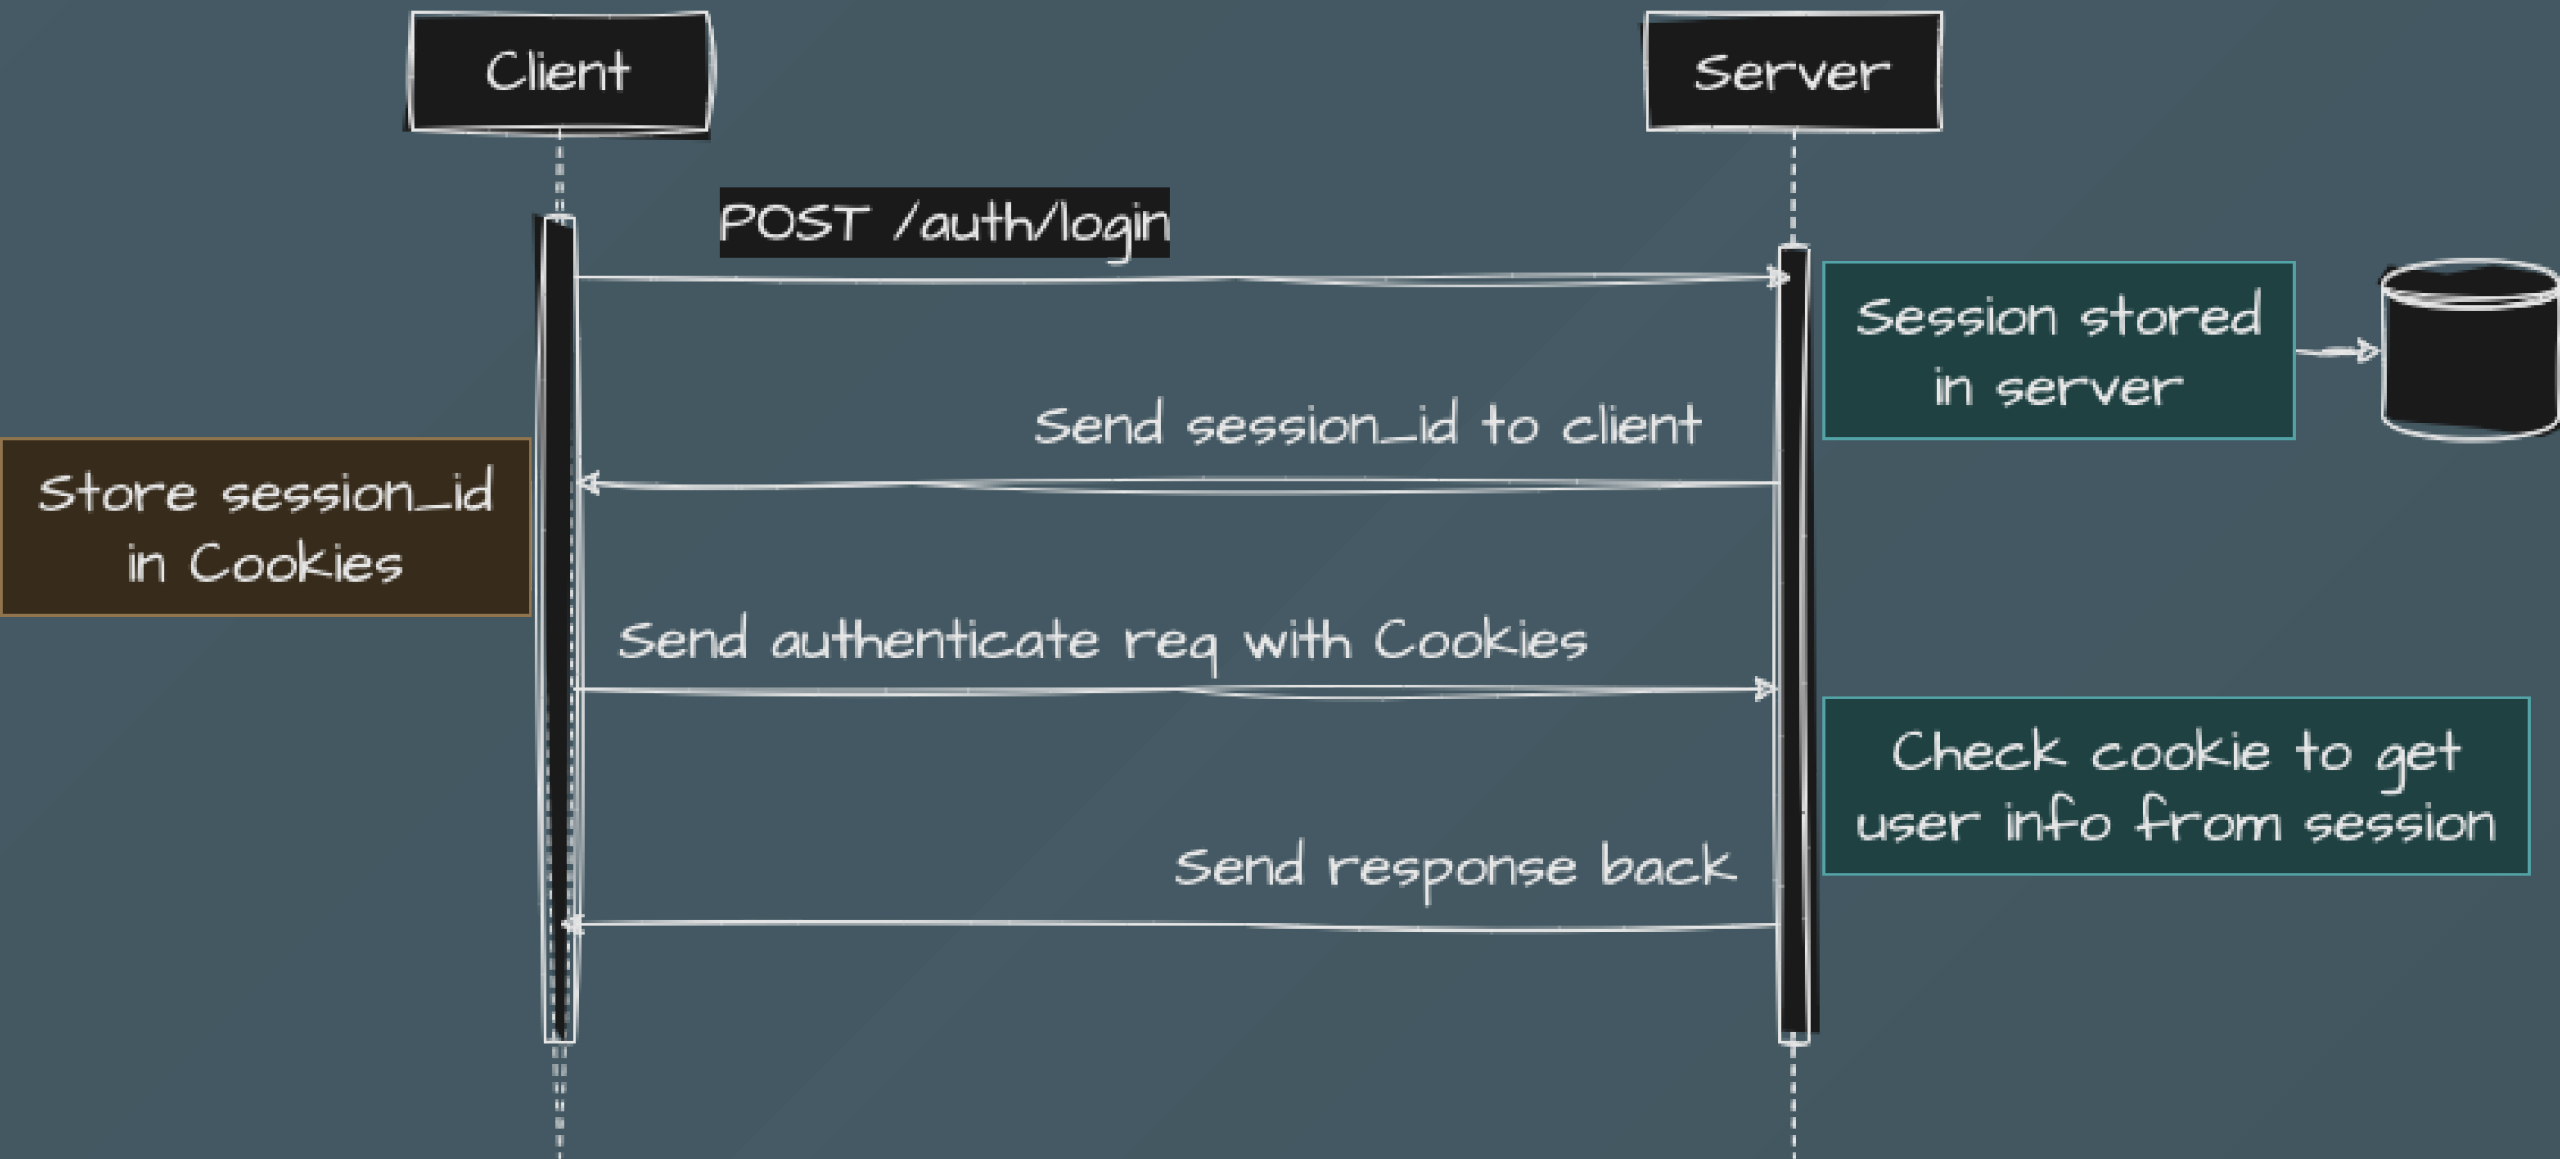 Client
Server
POST /auth/login
Session stored
in server
Send session_id to client
Store session_id
in Cookies
Send authenticate req with Cookies
Check cookie to get
user info from session
Send response back